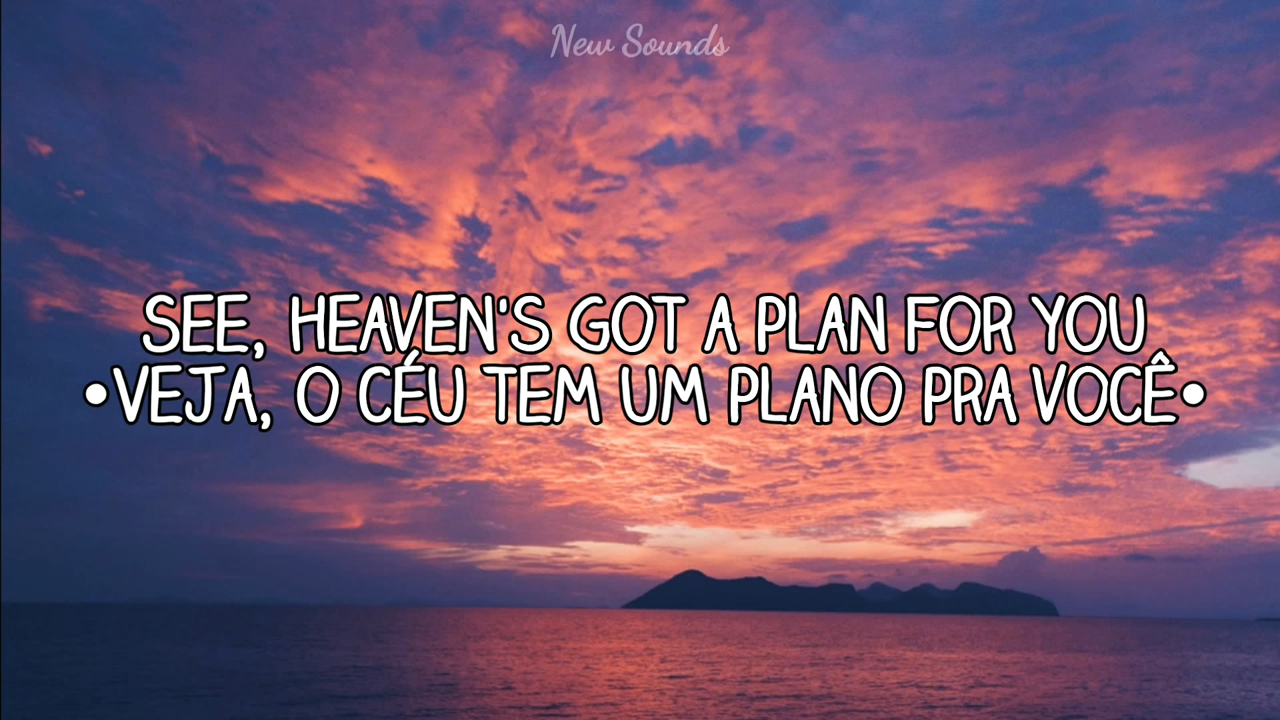 New Sounds
SEE, HEAVEN'S GOT A PLAN FOR YOU
•VEJA, O CÉU TEM UM PLANO PRA VOCÊ•